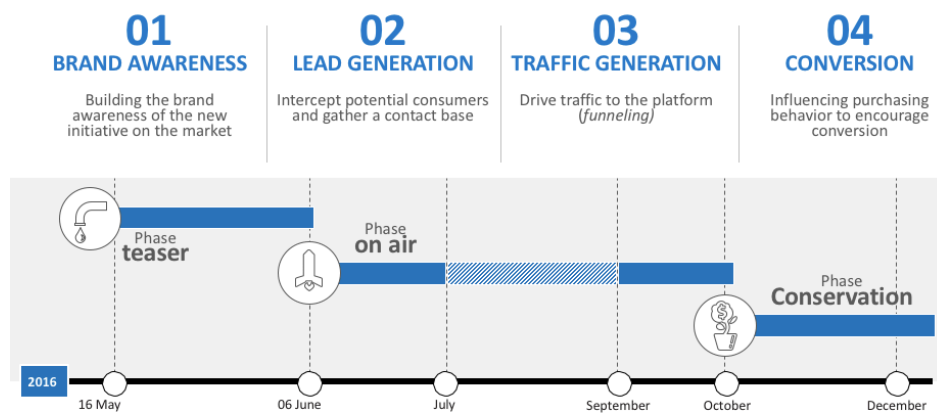 01
BRAND AWARENESS
Building the brand
awareness of the new
initiative on the market
02
LEAD GENERATION
Intercept potential consumers
and gather a contact base
03
TRAFFIC GENERATION
Drive traffic to the platform
(funneling)
04
CONVERSION
Influencing purchasing
behavior to encourage
conversion
Phase
teaser
Phase
on air
$
Phase
Conservation
2016
16 May
06 June
July
September
October
December